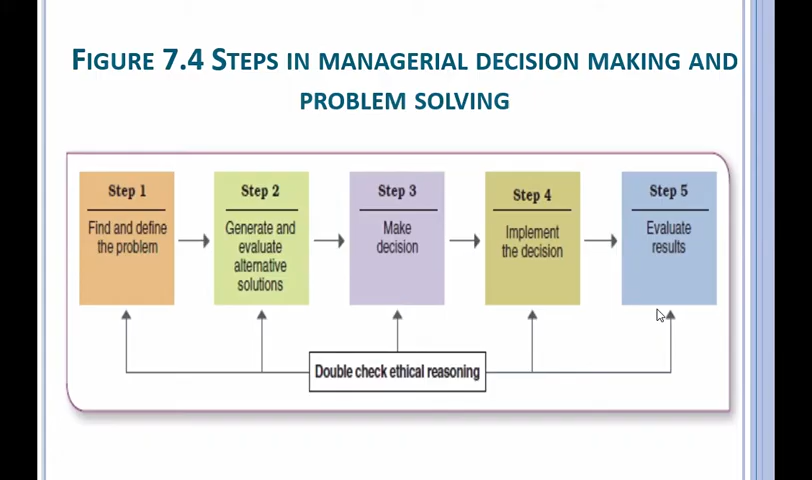 FIGURE 7.4 STEPS IN MANAGERIAL DECISION MAKING AND
PROBLEM SOLVING
Step 1
Find and define
the problem
Step 2
Generate and
evaluate
alternative
solutions
Step 3
Make
decision
Step 4
Implement
the decision
Step 5
Evaluate
results
Double check ethical reasoning